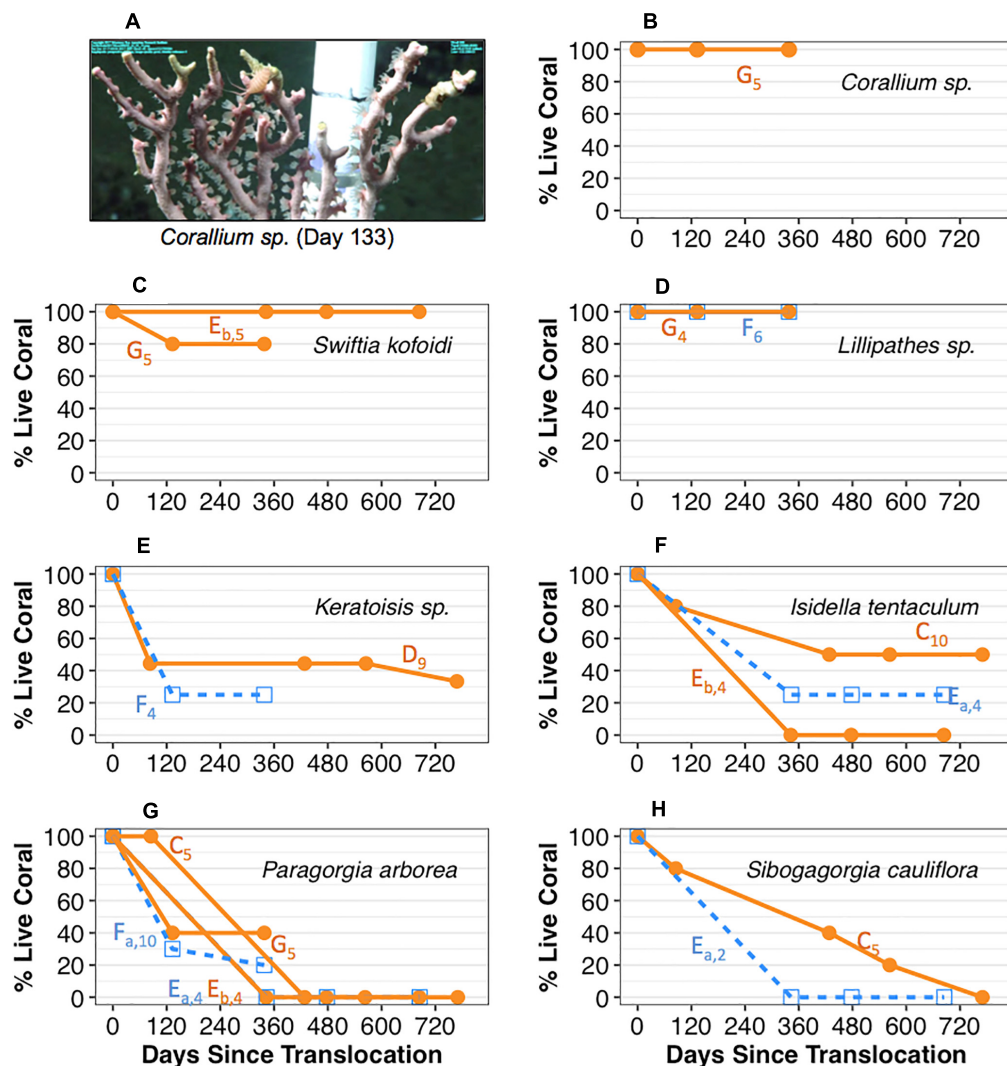 A
Corallium sp. (Day 133)
B
% Live Coral
100
80
60
40
20
0
G5
Corallium sp.
0 120 240 360 480 600 720
C
% Live Coral
100
80
60
40
20
0
Eb,5
G5
Swiftia kofoidi
0 120 240 360 480 600 720
D
% Live Coral
100
80
60
40
20
0
G4 F6
Lillipathes sp.
0 120 240 360 480 600 720
E
% Live Coral
100
80
60
40
20
0
Keratoisis sp.
D9
F4
0 120 240 360 480 600 720
F
% Live Coral
100
80
60
40
20
0
Isidella tentaculum
C10
Eb,4
Ea,4
0 120 240 360 480 600 720
G
% Live Coral
100
80
60
40
20
0
C5
Paragorgia arborea
Fa,10
G5
Ea,4 Eb,4
0 120 240 360 480 600 720
Days Since Translocation
H
% Live Coral
100
80
60
40
20
0
Sibogagorgia cauliflora
Ea,2
C5
0 120 240 360 480 600 720
Days Since Translocation